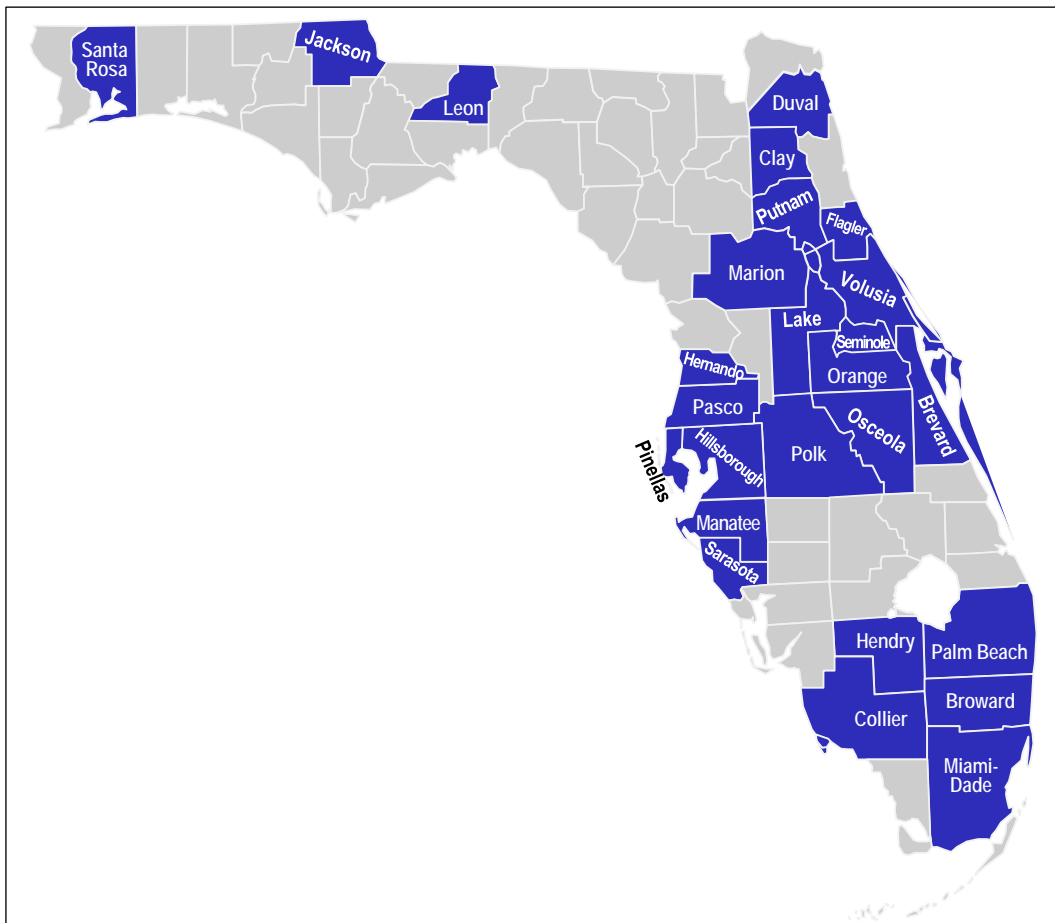 Santa
Rosa
Jackson
Leon
Duval
Clay
Putnam
Flagler
Marion
Volusia
Lake
Seminole
Hernando
Orange
Pasco
Brevard
Osceola
Polk
Hillsborough
Pinellas
Manatee
Sarasota
Hendry
Palm Beach
Broward
Collier
Miami-
Dade